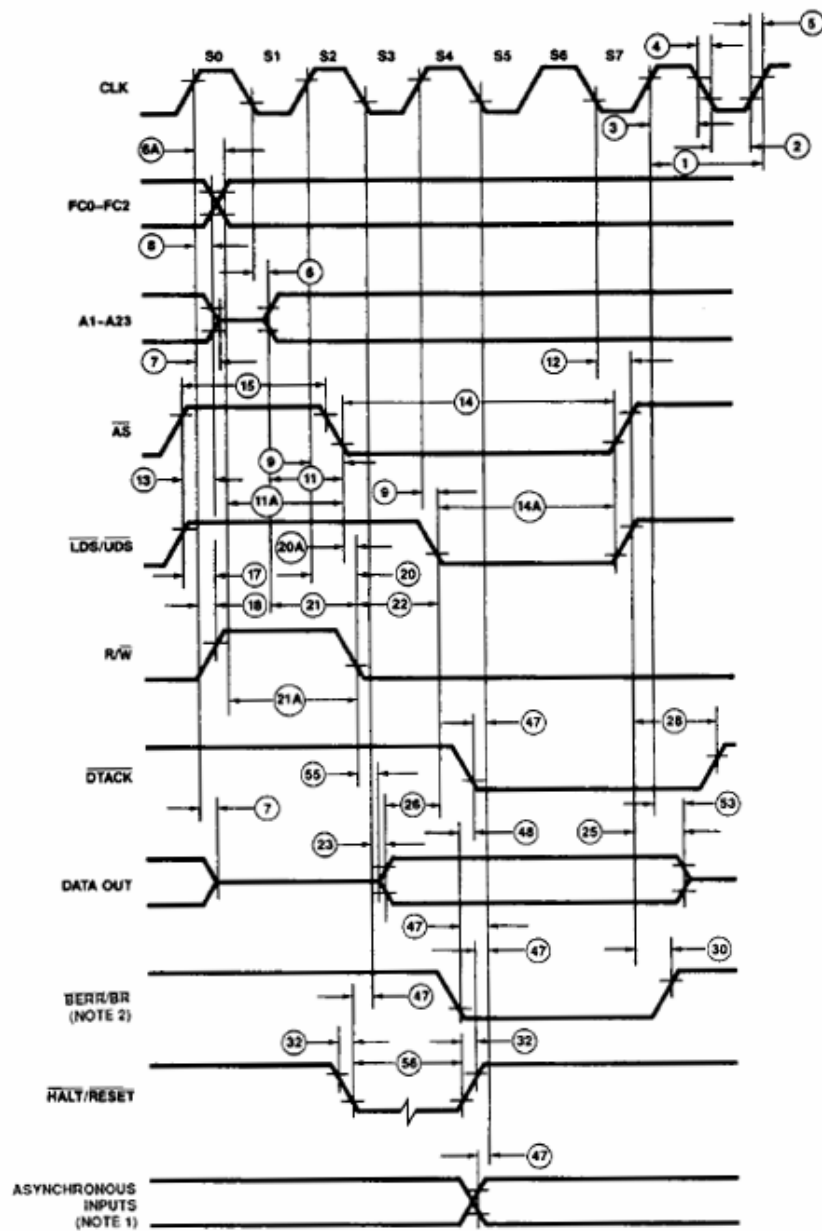 S0 S1 S2 S3 S4 S5 S6 S7
5
4
CLK
3
2
1
6A
FC0–FC2
8
6
A1–A23
7
12
15
14
AS
9
13
11
9
11A
14A
20A
LDS/UDS
17
20
18
21
22
R/W
21A
47
28
DTACK
55
26
53
7
23
48
25
DATA OUT
47
47
30
BERR/BR
(NOTE 2)
47
32
32
56
HALT/RESET
47
ASYNCHRONOUS
INPUTS
(NOTE 1)